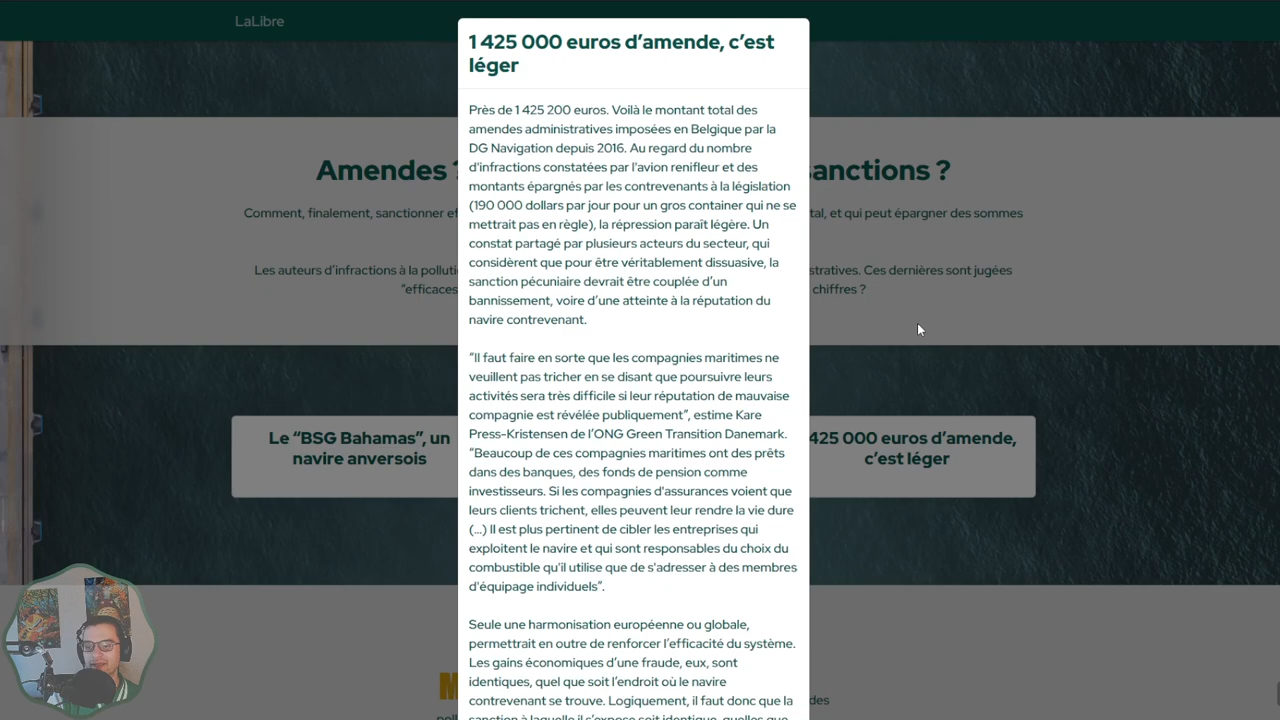 LaLibre
1 425 000 euros d’amende, c’est
léger
Près de 1 425 200 euros. Voilà le montant total des
amendes administratives imposées en Belgique par la
DG Navigation depuis 2016. Au regard du nombre
d'infractions constatées par l'avion renifleur et des
montants épargnés par les contrevenants à la législation
(190 000 dollars par jour pour un gros container qui ne se
mettrait pas en règle), la répression paraît légère. Un
constat partagé par plusieurs acteurs du secteur, qui
considèrent que pour être véritablement dissuasive, la
sanction pécuniaire devrait être couplée d’un
bannissement, voire d’une atteinte à la réputation du
navire contrevenant.
“Il faut faire en sorte que les compagnies maritimes ne
veuillent pas tricher en se disant que poursuivre leurs
activités sera très difficile si leur réputation de mauvaise
compagnie est révélée publiquement”, estime Kare
Press-Kristensen de l’ONG Green Transition Danemark.
“Beaucoup de ces compagnies maritimes ont des prêts
dans des banques, des fonds de pension comme
investisseurs. Si les compagnies d'assurances voient que
leurs clients trichent, elles peuvent leur rendre la vie dure
(…) Il est plus pertinent de cibler les entreprises qui
exploitent le navire et qui sont responsables du choix du
combustible qu'il utilise que de s'adresser à des membres
d'équipage individuels”.
Seule une harmonisation européenne ou globale,
permettrait en outre de renforcer l’efficacité du système.
Les gains économiques d’une fraude, eux, sont
identiques, quel que soit l’endroit où le navire
contrevenant se trouve. Logiquement, il faut donc que la
sanction à laquelle il s’expose soit identique, quelles que
Amendes ?
sanctions ?
Comment, finalement, sanctionner
tal, et qui peut épargner des sommes
Les auteurs d’infractions à la
stratives. Ces dernières sont jugées
“efficaces
chiffres ?
Le “BSG Bahamas”, un
navire anversois
425 000 euros d’amende,
c’est léger
M
des